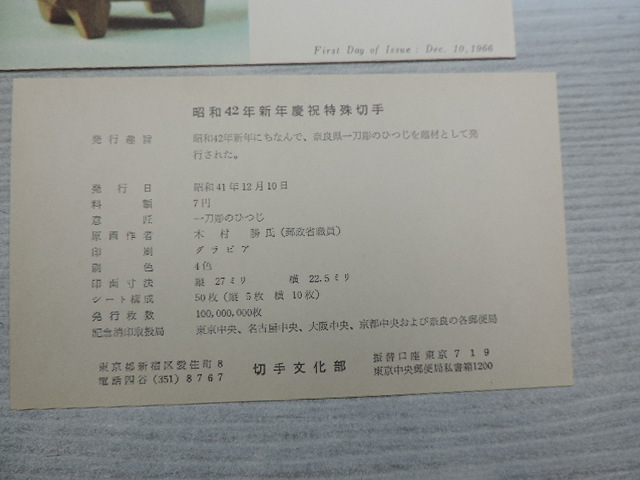 First Day of Issue : Dec. 10, 1966
昭和42年新年慶祝特殊切手
発行趣旨 昭和42年新年にちなんで、奈良県一刀彫のひつじを題材として発
行された。
発行日 昭和41年12月10日
料額 7円
意匠 一刀彫のひつじ
原画作者 木村 勝氏(郵政省職員)
印刷 グラビア
刷色 4色
印面寸法 縦 27ミリ 横 22.5ミリ
シート構成 50枚(縦 5枚 横 10枚)
発行枚数 100,000,000枚
記念消印取扱局 東京中央、名古屋中央、大阪中央、京都中央および奈良の各郵便局
東京都新宿区愛住町8 切手文化部 振替口座 東京 719
電話四谷(351)8767 東京中央郵便局私書箱1200